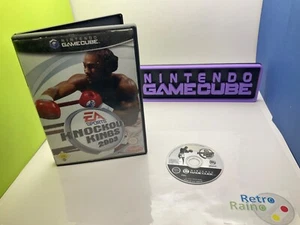 NINTENDO
GAMECUBE
EA
SPORTS
KNOCKOUT
KINGS
2003
NINTENDO
GAMECUBE
Retro
Raino